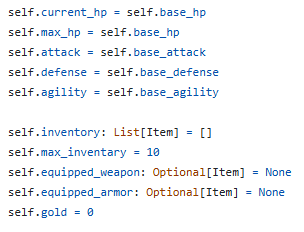 self.current_hp = self.base_hp
self.max_hp = self.base_hp
self.attack = self.base_attack
self.defense = self.base_defense
self.agility = self.base_agility
self.inventory: List[Item] = []
self.max_inventary = 10
self.equipped_weapon: Optional[Item] = None
self.equipped_armor: Optional[Item] = None
self.gold = 0